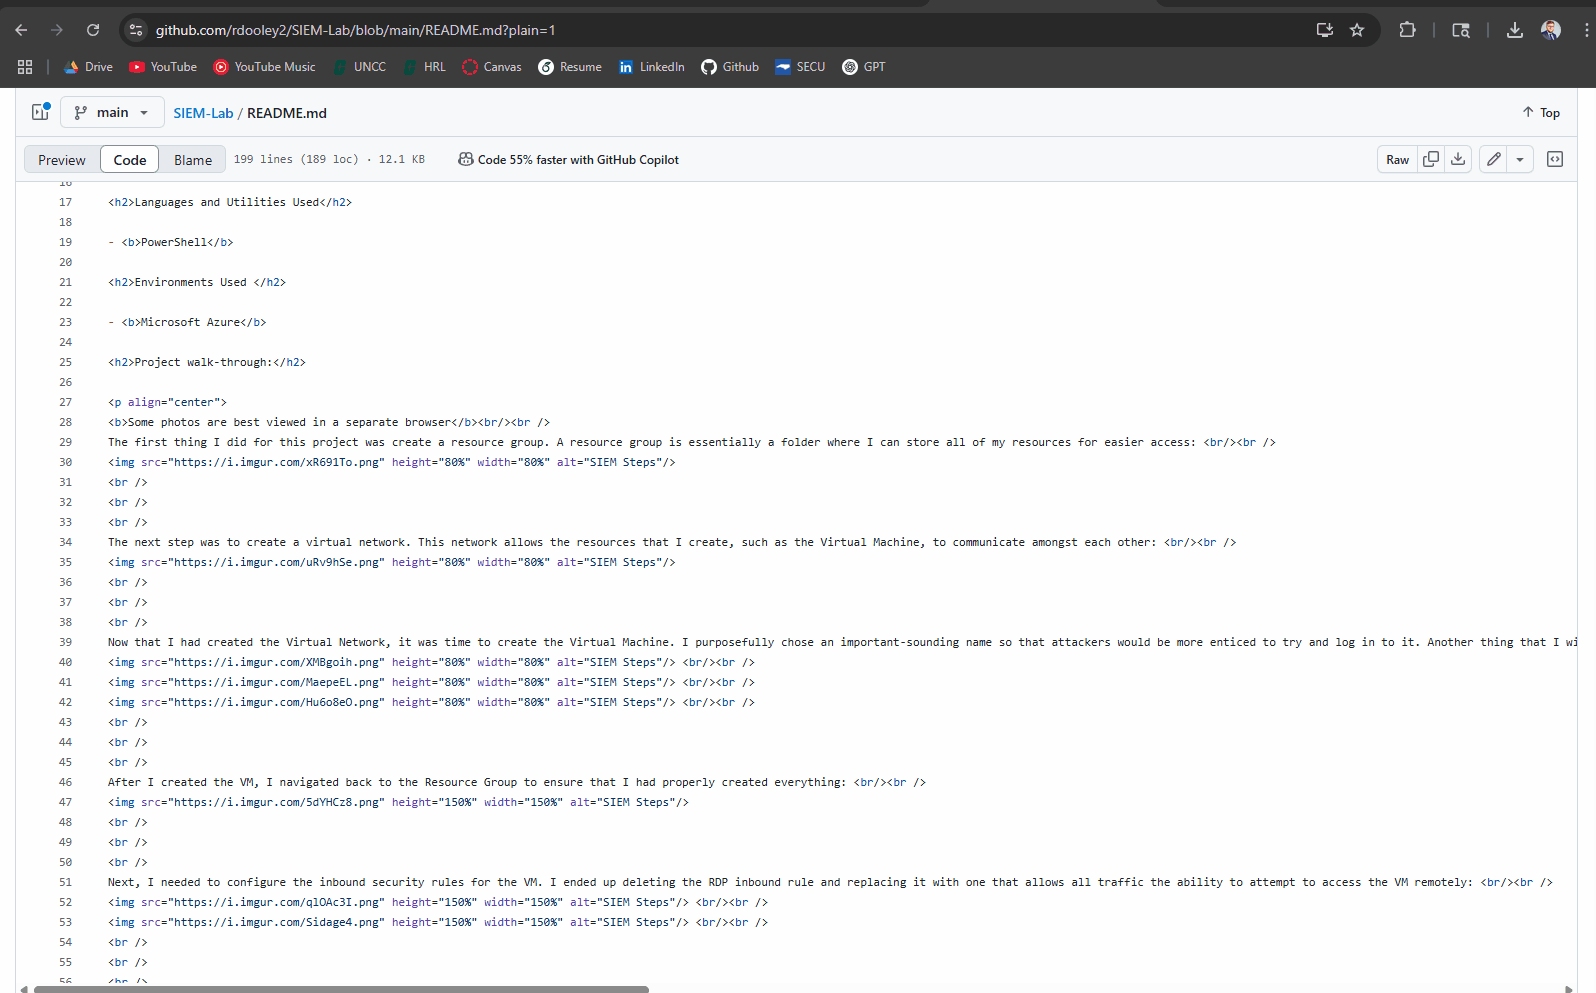 github.com/rdooley2/SIEM-Lab/blob/main/README.md?plain=1
Drive YouTube YouTube Music UNCC HRL Canvas Resume LinkedIn Github SECU GPT
main SIEM-Lab / README.md Top
Preview Code Blame 199 lines (189 loc) · 12.1 KB Code 55% faster with GitHub Copilot Raw
16
17 <h2>Languages and Utilities Used</h2>
18
19 - <b>PowerShell</b>
20
21 <h2>Environments Used </h2>
22
23 - <b>Microsoft Azure</b>
24
25 <h2>Project walk-through:</h2>
26
27 <p align="center">
28 <b>Some photos are best viewed in a separate browser</b><br/><br />
29 The first thing I did for this project was create a resource group. A resource group is essentially a folder where I can store all of my resources for easier access: <br/><br />
30 <img src="https://i.imgur.com/xR691To.png" height="80%" width="80%" alt="SIEM Steps"/>
31 <br />
32 <br />
33 <br />
34 The next step was to create a virtual network. This network allows the resources that I create, such as the Virtual Machine, to communicate amongst each other: <br/><br />
35 <img src="https://i.imgur.com/uRv9hSe.png" height="80%" width="80%" alt="SIEM Steps"/>
36 <br />
37 <br />
38 <br />
39 Now that I had created the Virtual Network, it was time to create the Virtual Machine. I purposefully chose an important-sounding name so that attackers would be more enticed to try and log in to it. Another thing that I wi
40 <img src="https://i.imgur.com/XMBgoih.png" height="80%" width="80%" alt="SIEM Steps"/> <br/><br />
41 <img src="https://i.imgur.com/MaepeEL.png" height="80%" width="80%" alt="SIEM Steps"/> <br/><br />
42 <img src="https://i.imgur.com/Hu6o8eO.png" height="80%" width="80%" alt="SIEM Steps"/> <br/><br />
43 <br />
44 <br />
45 <br />
46 After I created the VM, I navigated back to the Resource Group to ensure that I had properly created everything: <br/><br />
47 <img src="https://i.imgur.com/5dYHCz8.png" height="150%" width="150%" alt="SIEM Steps"/>
48 <br />
49 <br />
50 <br />
51 Next, I needed to configure the inbound security rules for the VM. I ended up deleting the RDP inbound rule and replacing it with one that allows all traffic the ability to attempt to access the VM remotely: <br/><br />
52 <img src="https://i.imgur.com/qlOAc3I.png" height="150%" width="150%" alt="SIEM Steps"/> <br/><br />
53 <img src="https://i.imgur.com/Sidage4.png" height="150%" width="150%" alt="SIEM Steps"/> <br/><br />
54 <br />
55 <br />
56 <br />